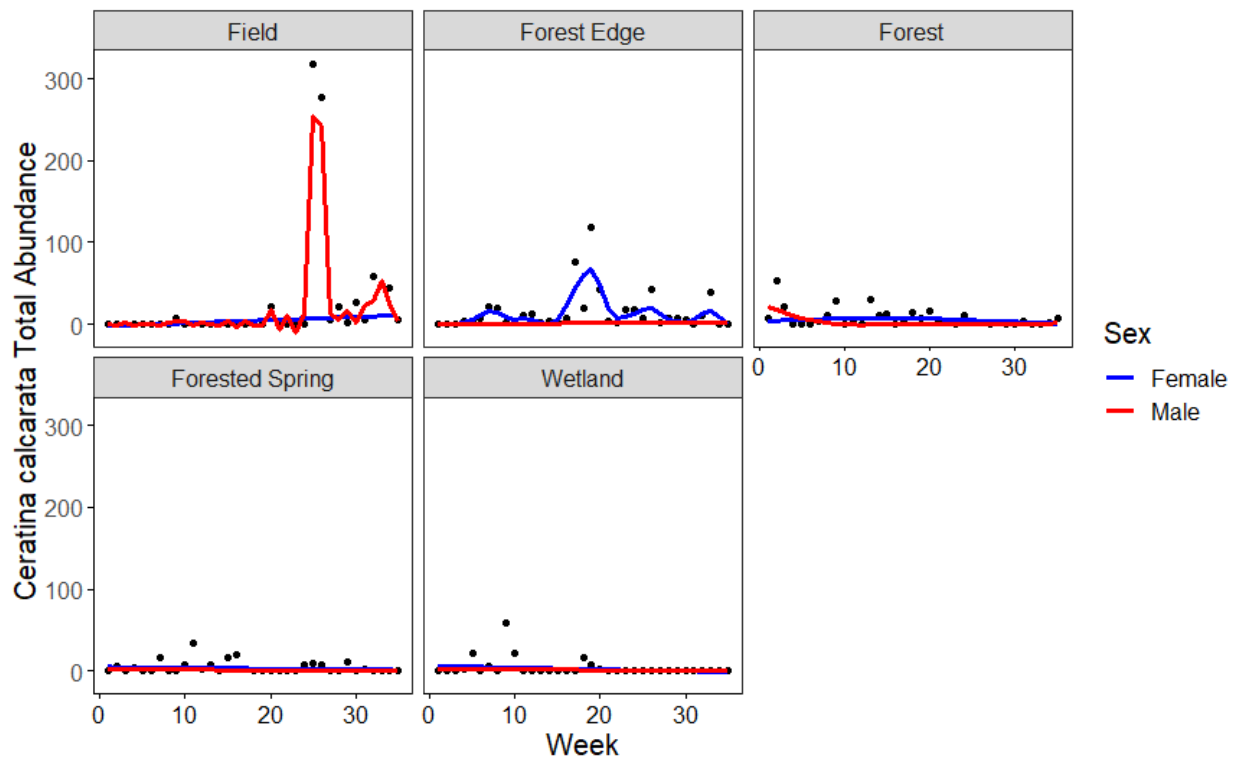 Field
Forest Edge
Forest
300
200
100
0
0
10
20
30
Forested Spring
Wetland
300
200
100
0
0
10
20
30
0
10
20
30
Week
Ceratina calcarata Total Abundance
Sex
Female
Male